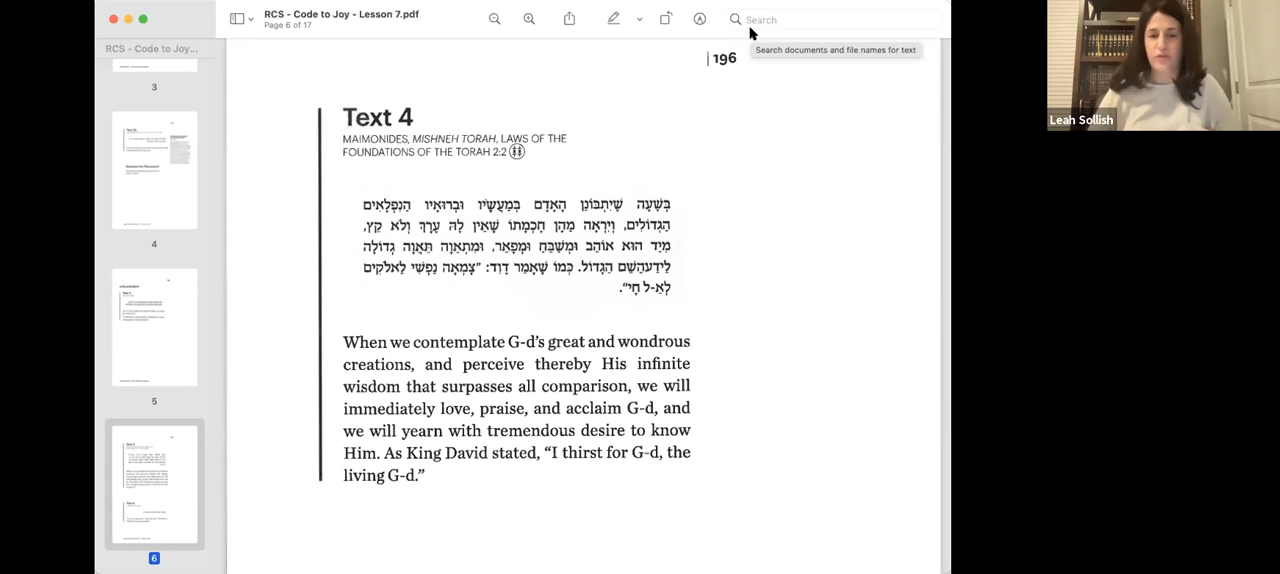 RCS - Code to Joy - Lesson 7.pdf
Page 6 of 17
Search
Search documents and file names for text
RCS - Code to Joy...
3
4
5
6
196
Text 4
MAIMONIDES, MISHNEH TORAH, LAWS OF THE
FOUNDATIONS OF THE TORAH 2:2
בְּשָׁעָה שֶׁיִּתְבּוֹנֵן הָאָדָם בְּמַעֲשָׂיו וּבְרוּאָיו הַנִּפְלָאִים
הַגְּדוֹלִים, וְיִרְאֶה מֵהֶן חָכְמָתוֹ שֶׁאֵין לָהּ עֵרֶךְ וְלֹא קֵץ,
מִיָּד הוּא אוֹהֵב וּמְשַׁבֵּחַ וּמְפָאֵר, וּמִתְאַוֶּה תַּאֲוָה גְּדוֹלָה
לֵידַעהַשֵּׁם הַגָּדוֹל. כְּמוֹ שֶׁאָמַר דָּוִד: "צָמְאָה נַפְשִׁי לֵאלֹקִים
לְאֵ-ל חָי".
When we contemplate G-d's great and wondrous
creations, and perceive thereby His infinite
wisdom that surpasses all comparison, we will
immediately love, praise, and acclaim G-d, and
we will yearn with tremendous desire to know
Him. As King David stated, "I thirst for G-d, the
living G-d."
Leah Sollish